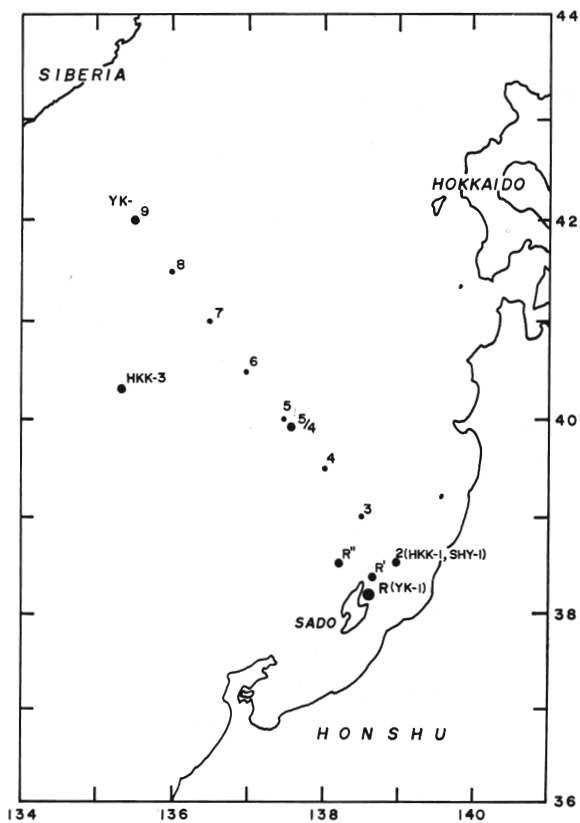 44
SIBERIA
HOKKAIDO
YK-
9
42
8
7
6
HKK-3
5
5/4
40
4
3
R"
R'
2(HKK-1, SHY-1)
R(YK-1)
38
SADO
HONSHU
36
134
136
138
140